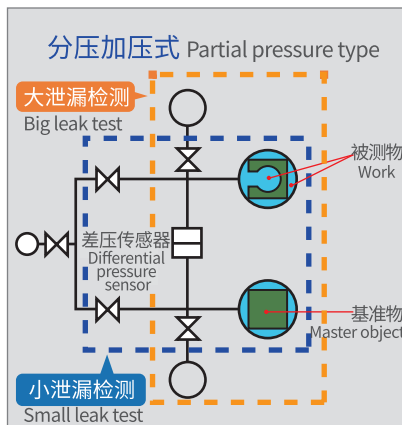 分压加压式 Partial pressure type
大泄漏检测
Big leak test
被测物
Work
差压传感器
Differential
pressure
sensor
基准物
Master object
小泄漏检测
Small leak test